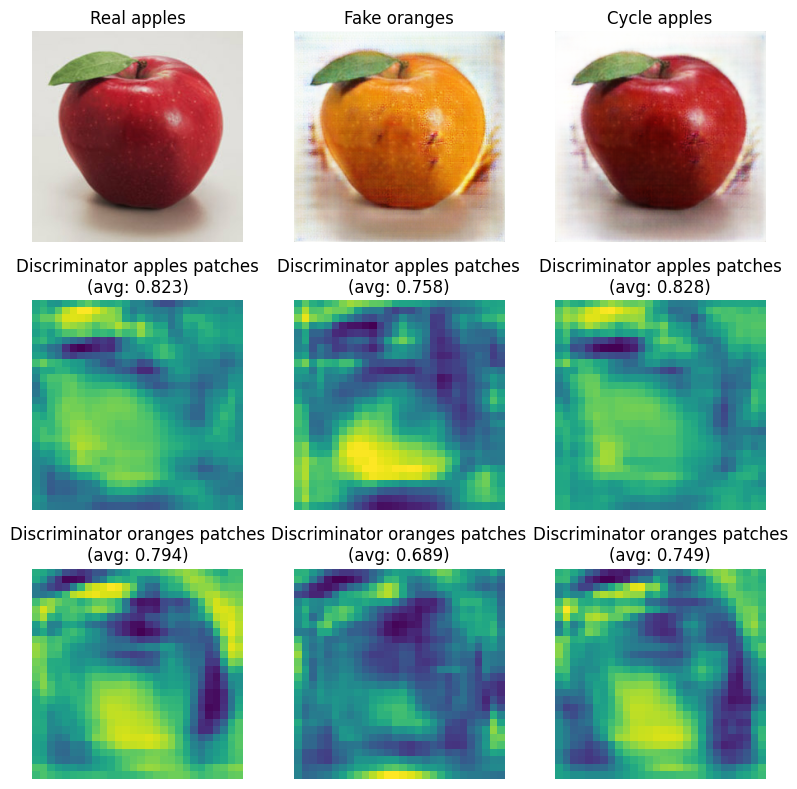 Real apples
Fake oranges
Cycle apples
Discriminator apples patches
(avg: 0.823)
Discriminator apples patches
(avg: 0.758)
Discriminator apples patches
(avg: 0.828)
Discriminator oranges patches
(avg: 0.794)
Discriminator oranges patches
(avg: 0.689)
Discriminator oranges patches
(avg: 0.749)